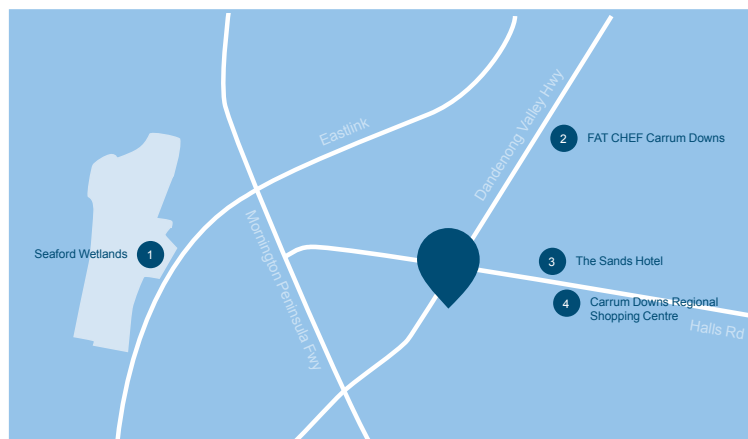 Eastlink
Dandenong Valley Hwy
2 FAT CHEF Carrum Downs
Mornington Peninsula Fwy
Seaford Wetlands 1
3 The Sands Hotel
4 Carrum Downs Regional
Shopping Centre
Halls Rd